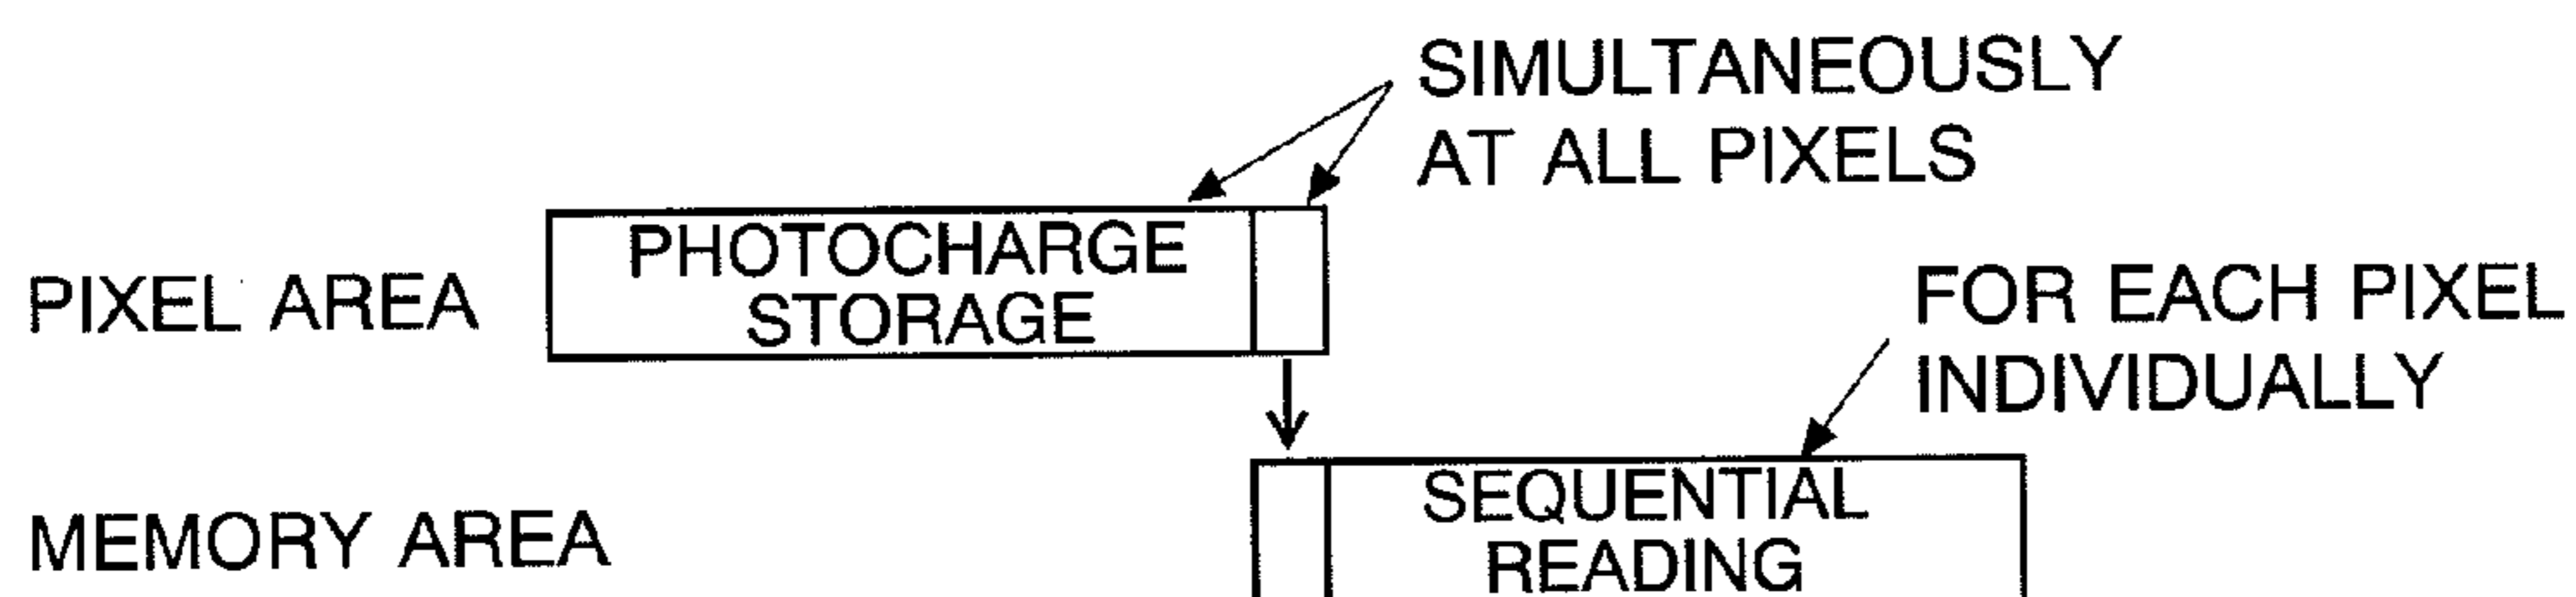 SIMULTANEOUSLY
AT ALL PIXELS
PHOTOCHARGE
STORAGE
PIXEL AREA
FOR EACH PIXEL
INDIVIDUALLY
SEQUENTIAL
READING
MEMORY AREA